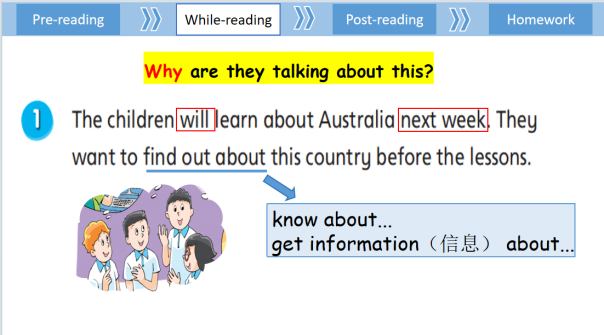 Pre-reading While-reading Post-reading Homework
Why are they talking about this?
1 The children will learn about Australia next week. They
want to find out about this country before the lessons.
know about...
get information（信息） about...